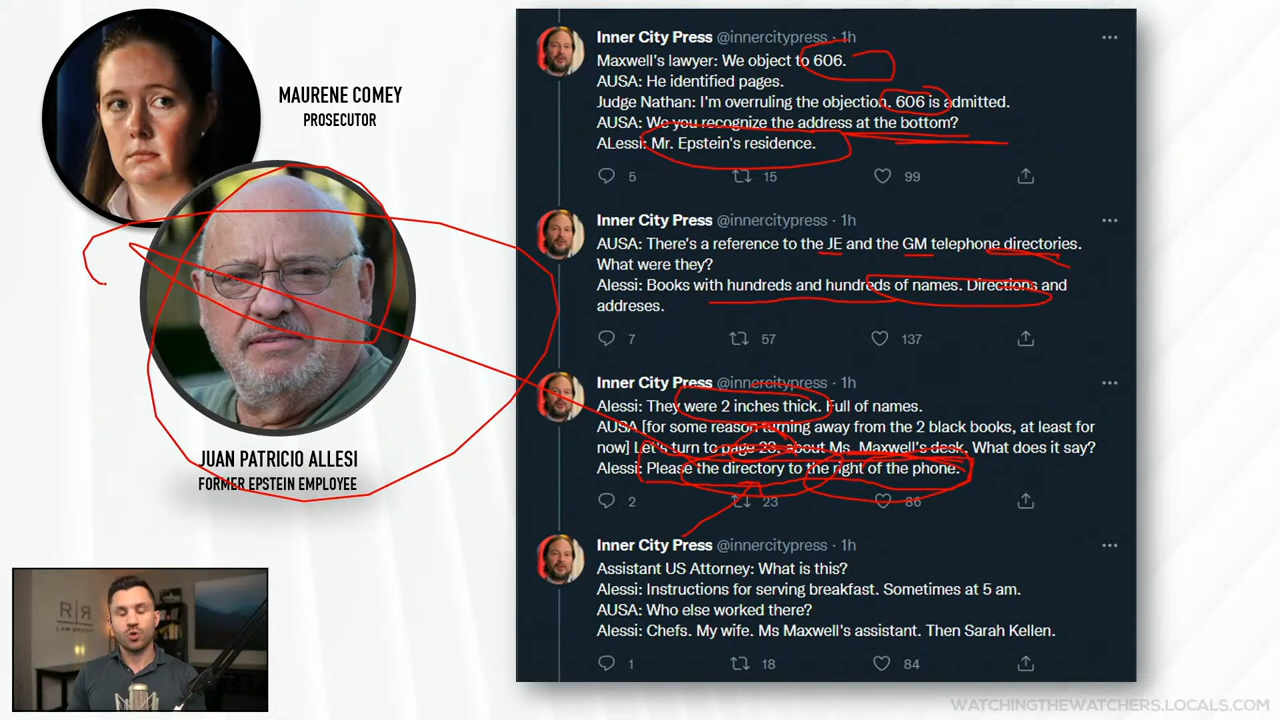 MAURENE COMEY
PROSECUTOR
JUAN PATRICIO ALLESI
FORMER EPSTEIN EMPLOYEE
R|R
LAW GROUP
Inner City Press @innercitypress · 1h
Maxwell's lawyer: We object to 606.
AUSA: He identified pages.
Judge Nathan: I'm overruling the objection. 606 is admitted.
AUSA: We you recognize the address at the bottom?
ALessi: Mr. Epstein's residence.
5 15 99
Inner City Press @innercitypress · 1h
AUSA: There's a reference to the JE and the GM telephone directories.
What were they?
Alessi: Books with hundreds and hundreds of names. Directions and
addreses.
7 57 137
Inner City Press @innercitypress · 1h
Alessi: They were 2 inches thick. Full of names.
AUSA [for some reason turning away from the 2 black books, at least for
now] Let's turn to page 23, about Ms. Maxwell's desk. What does it say?
Alessi: Please the directory to the right of the phone.
2 23 86
Inner City Press @innercitypress · 1h
Assistant US Attorney: What is this?
Alessi: Instructions for serving breakfast. Sometimes at 5 am.
AUSA: Who else worked there?
Alessi: Chefs. My wife. Ms Maxwell's assistant. Then Sarah Kellen.
1 18 84
WATCHINGTHEWATCHERS.LOCALS.COM